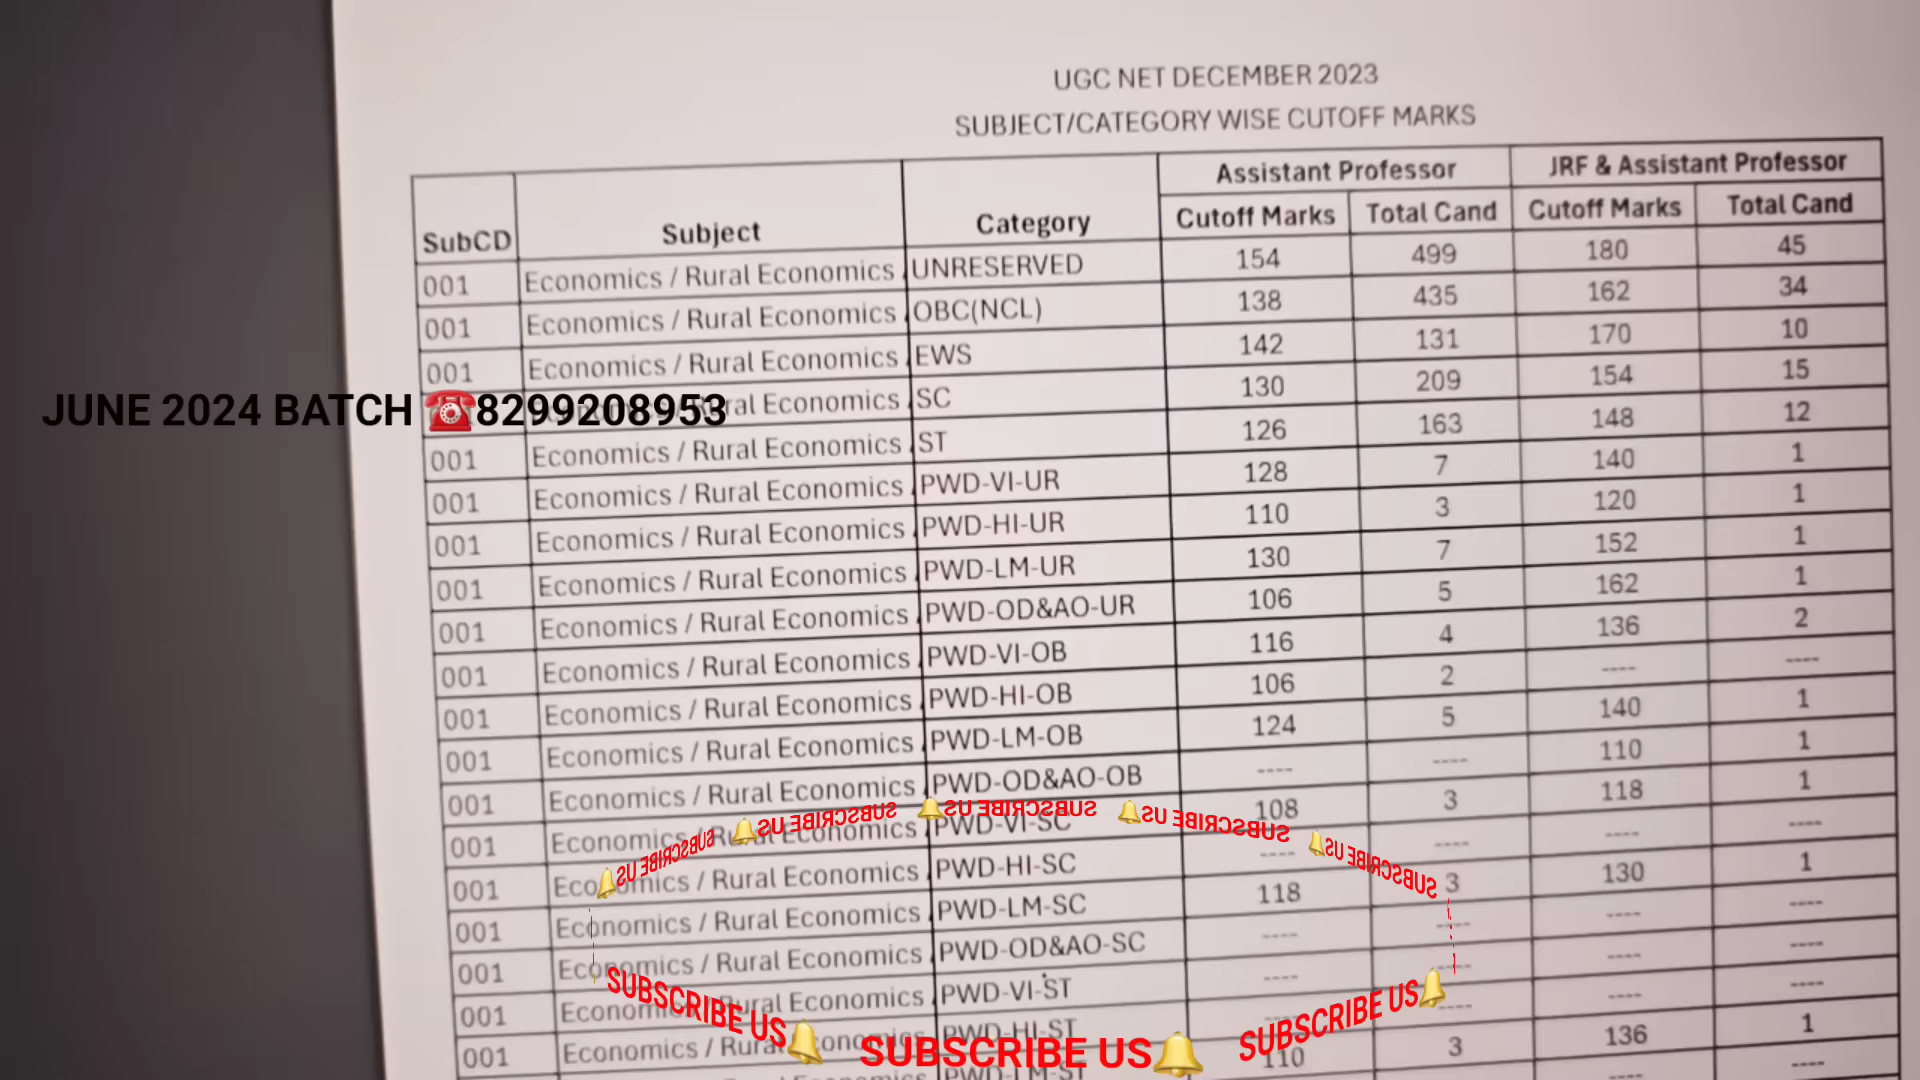 UGC NET DECEMBER 2023
SUBJECT/CATEGORY WISE CUTOFF MARKS
Assistant Professor JRF & Assistant Professor
SubCD Subject Category Cutoff Marks Total Cand Cutoff Marks Total Cand
001 Economics / Rural Economics UNRESERVED 154 499 180 45
001 Economics / Rural Economics OBC(NCL) 138 435 162 34
001 Economics / Rural Economics EWS 142 131 170 10
JUNE 2024 BATCH ☎️8299208953
Economics SC 130 209 154 15
001 Economics / Rural Economics ST 126 163 148 12
001 Economics / Rural Economics PWD-VI-UR 128 7 140 1
001 Economics / Rural Economics PWD-HI-UR 110 3 120 1
001 Economics / Rural Economics PWD-LM-UR 130 7 152 1
001 Economics / Rural Economics PWD-OD&AO-UR 106 5 162 1
001 Economics / Rural Economics PWD-VI-OB 116 4 136 2
001 Economics / Rural Economics PWD-HI-OB 106 2 ---- ----
001 Economics / Rural Economics PWD-LM-OB 124 5 140 1
001 Economics / Rural Economics PWD-OD&AO-OB ---- ---- 110 1
001 Economics / Rural Economics PWD-VI-SC 108 3 118 1
001 Economics / Rural Economics PWD-HI-SC ---- ---- ---- ----
001 Economics / Rural Economics PWD-LM-SC 118 3 130 1
001 Economics / Rural Economics PWD-OD&AO-SC ---- ---- ---- ----
001 Economics / Rural Economics PWD-VI-ST ---- ---- ---- ----
001 Economics / Rural Economics PWD-HI-ST ---- ---- ---- ----
PWD-LM-ST 110 3 136 1
---- ----
SUBSCRIBE US🔔 SUBSCRIBE US🔔 SUBSCRIBE US🔔 SUBSCRIBE US🔔 SUBSCRIBE US🔔
SUBSCRIBE US🔔 SUBSCRIBE US🔔 SUBSCRIBE US🔔